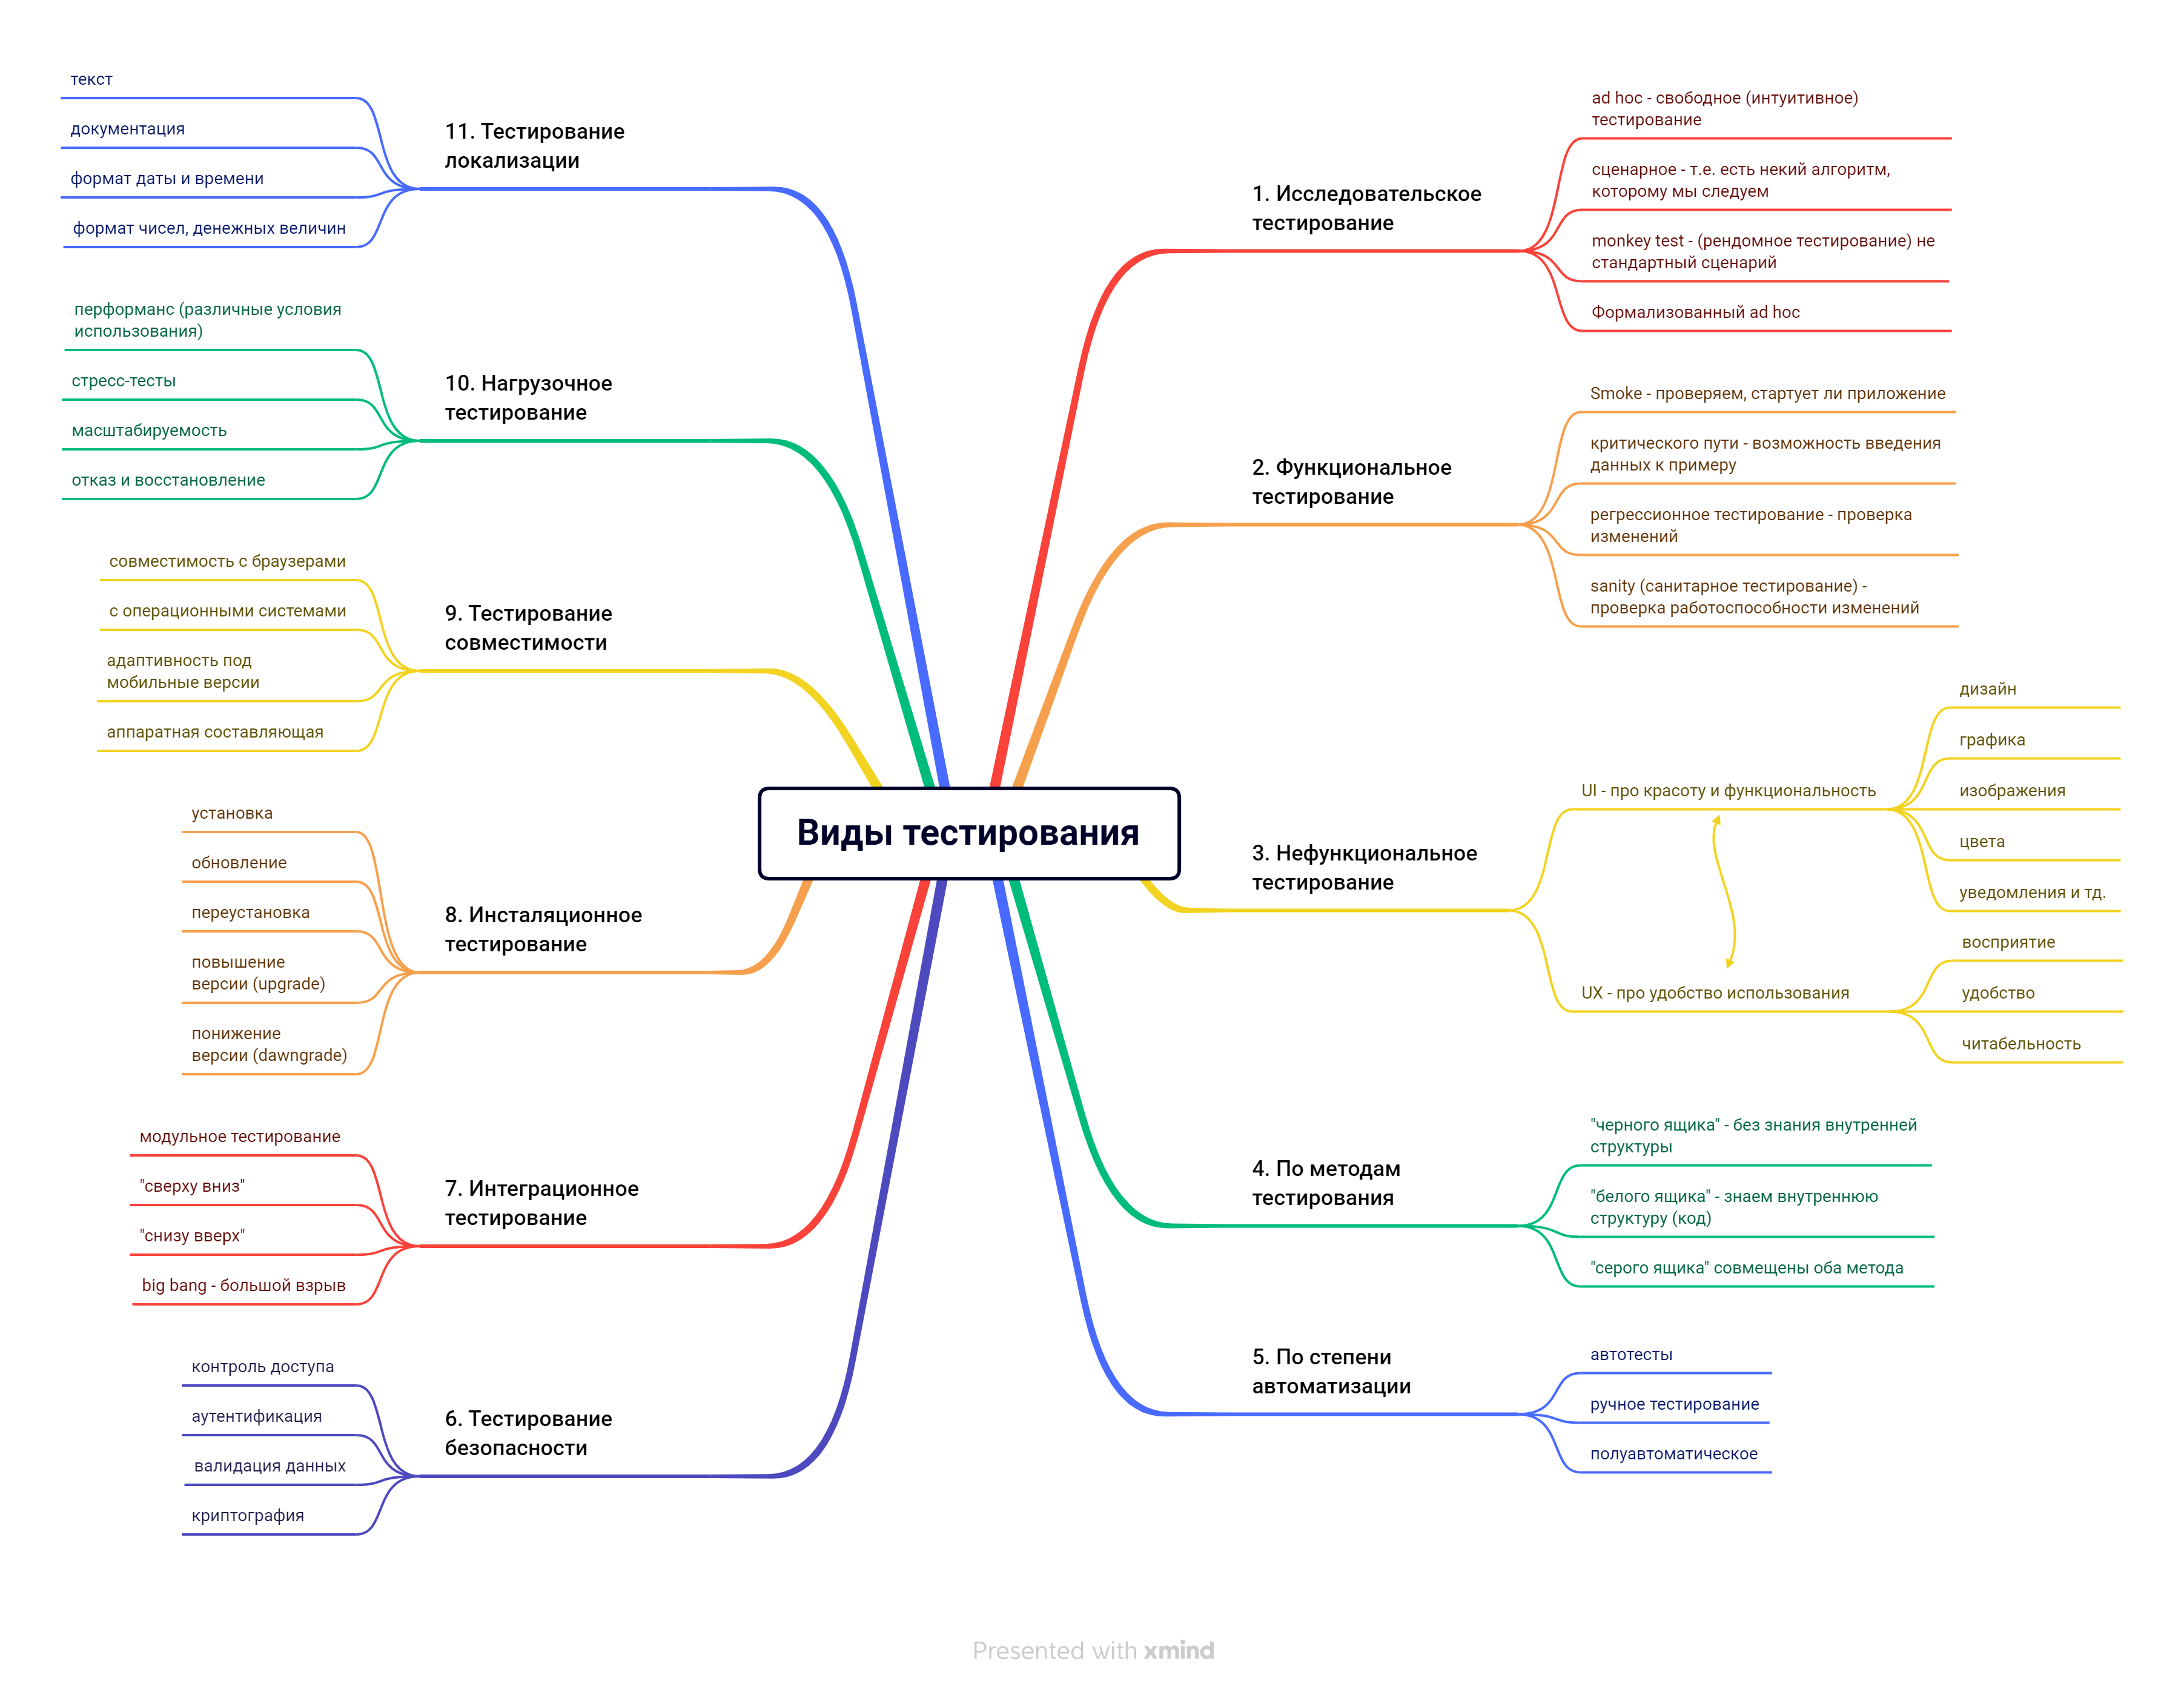 Виды тестирования
1. Исследовательское
тестирование
ad hoc - свободное (интуитивное)
тестирование
сценарное - т.е. есть некий алгоритм,
которому мы следуем
monkey test - (рендомное тестирование) не
стандартный сценарий
Формализованный ad hoc
2. Функциональное
тестирование
Smoke - проверяем, стартует ли приложение
критического пути - возможность введения
данных к примеру
регрессионное тестирование - проверка
изменений
sanity (санитарное тестирование) -
проверка работоспособности изменений
3. Нефункциональное
тестирование
UI - про красоту и функциональность
дизайн
графика
изображения
цвета
уведомления и тд.
UX - про удобство использования
восприятие
удобство
читабельность
4. По методам
тестирования
"черного ящика" - без знания внутренней
структуры
"белого ящика" - знаем внутреннюю
структуру (код)
"серого ящика" совмещены оба метода
5. По степени
автоматизации
автотесты
ручное тестирование
полуавтоматическое
6. Тестирование
безопасности
контроль доступа
аутентификация
валидация данных
криптография
7. Интеграционное
тестирование
модульное тестирование
"сверху вниз"
"снизу вверх"
big bang - большой взрыв
8. Инсталяционное
тестирование
установка
обновление
переустановка
повышение
версии (upgrade)
понижение
версии (dawngrade)
9. Тестирование
совместимости
совместимость с браузерами
с операционными системами
адаптивность под
мобильные версии
аппаратная составляющая
10. Нагрузочное
тестирование
перформанс (различные условия
использования)
стресс-тесты
масштабируемость
отказ и восстановление
11. Тестирование
локализации
текст
документация
формат даты и времени
формат чисел, денежных величин
Presented with xmind